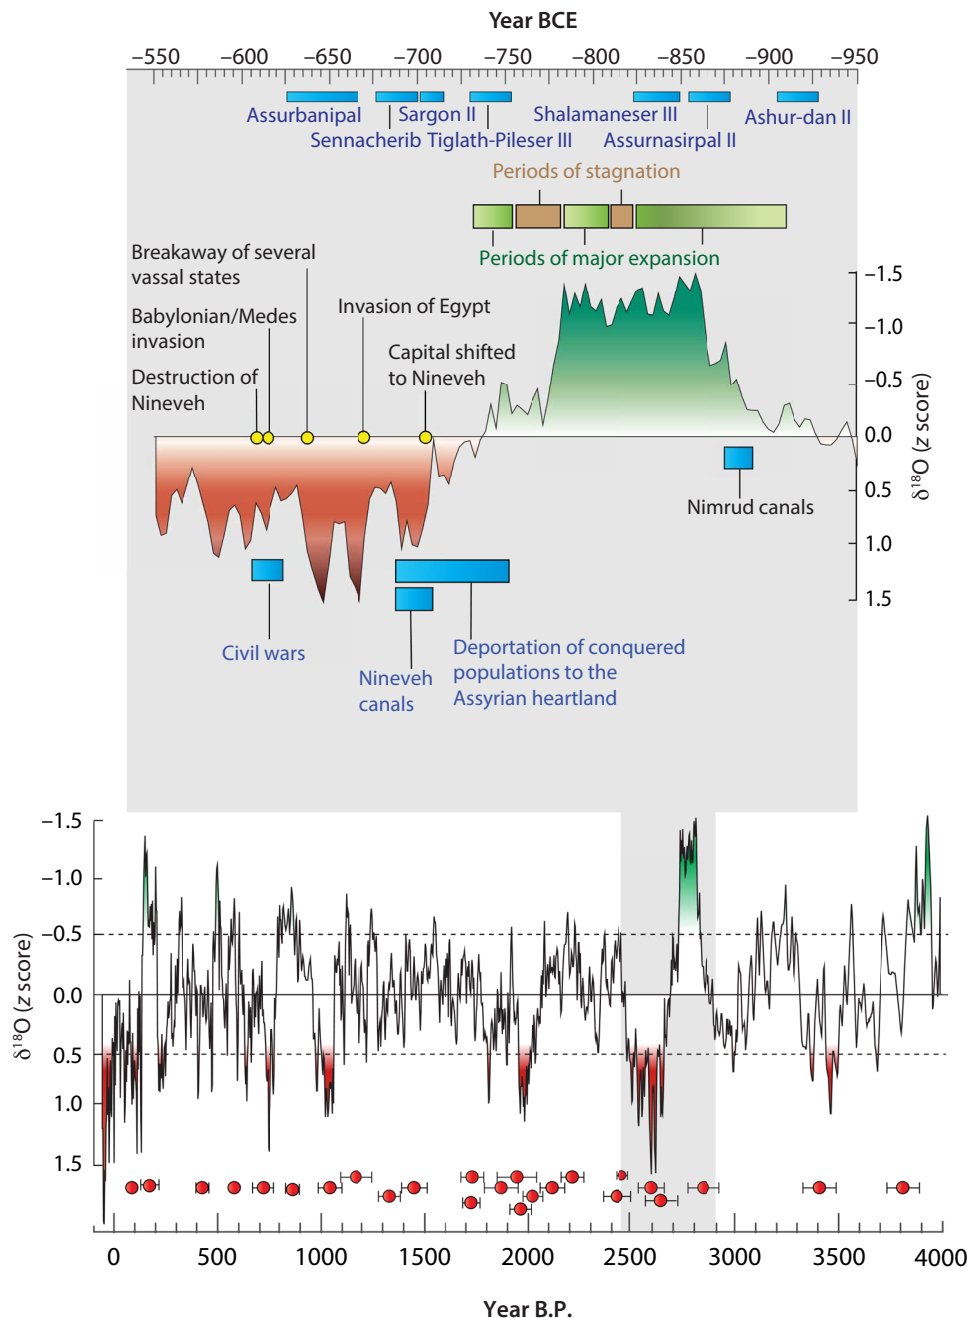 Year BCE
−550 −600 −650 −700 −750 −800 −850 −900 −950
Assurbanipal
Sargon II
Shalamaneser III
Ashur-dan II
Sennacherib
Tiglath-Pileser III
Assurnasirpal II
Periods of stagnation
Periods of major expansion
Breakaway of several
vassal states
Babylonian/Medes
invasion
Destruction of
Nineveh
Invasion of Egypt
Capital shifted
to Nineveh
−1.5
−1.0
−0.5
0.0
0.5
1.0
1.5
δ¹⁸O (z score)
Nimrud canals
Civil wars
Nineveh
canals
Deportation of conquered
populations to the
Assyrian heartland
−1.5
−1.0
−0.5
0.0
0.5
1.0
1.5
δ¹⁸O (z score)
0 500 1000 1500 2000 2500 3000 3500 4000
Year B.P.